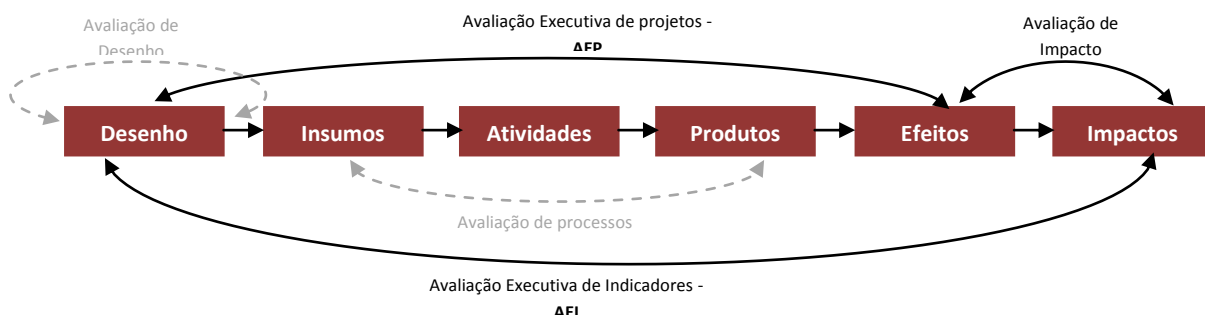 Avaliação de
Desenho
Avaliação Executiva de projetos -
AEP
Avaliação de
Impacto
Desenho
Insumos
Atividades
Produtos
Efeitos
Impactos
Avaliação de processos
Avaliação Executiva de Indicadores -
AEI